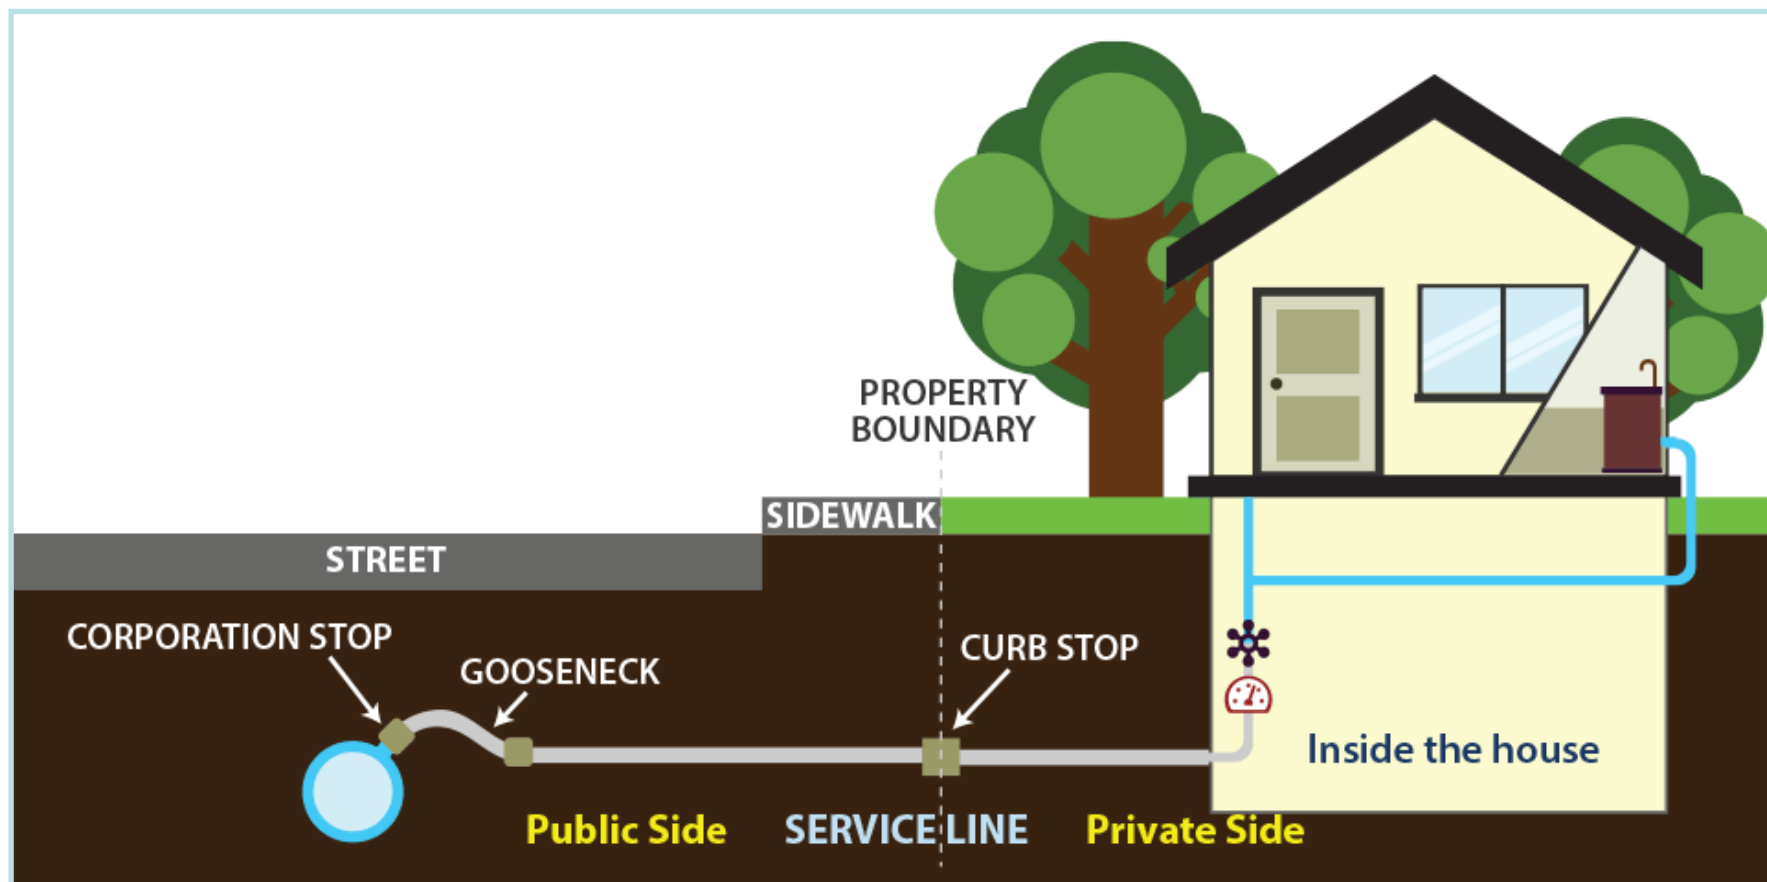 PROPERTY
BOUNDARY
SIDEWALK
STREET
CORPORATION STOP
GOOSENECK
CURB STOP
Inside the house
Public Side
SERVICE LINE
Private Side